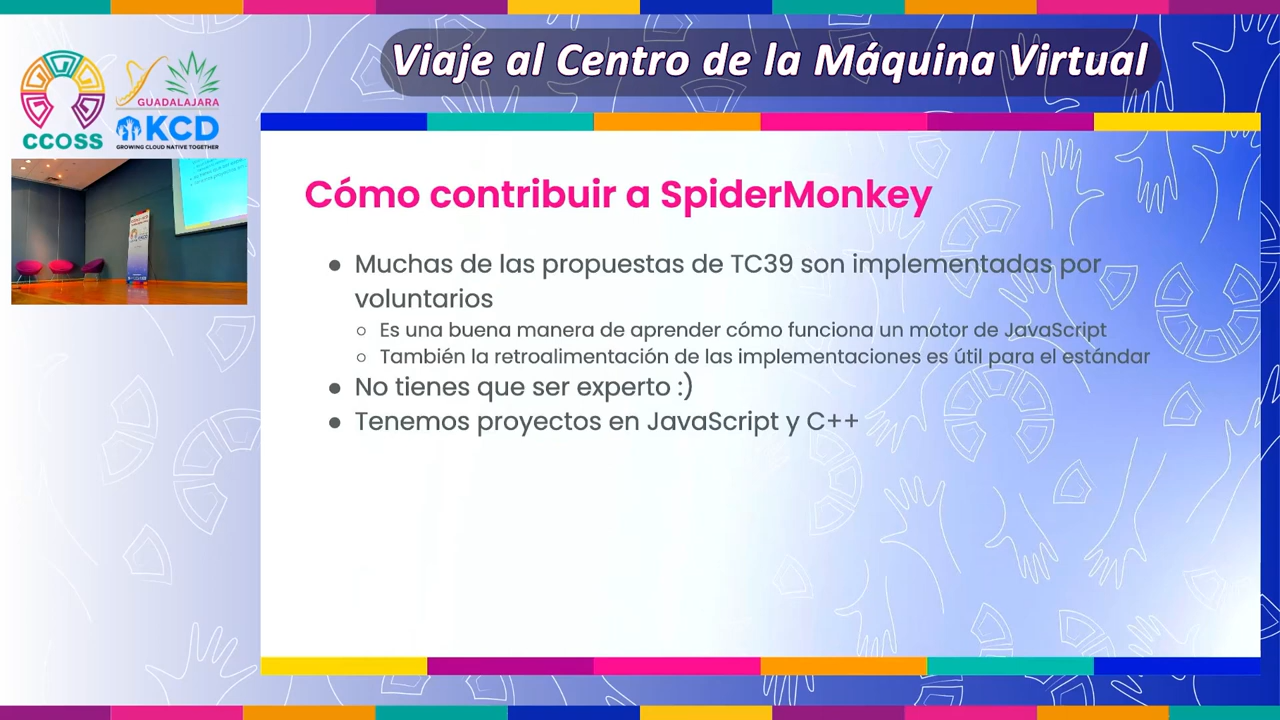 Viaje al Centro de la Máquina Virtual
CCOSS
GUADALAJARA
KCD
GROWING CLOUD NATIVE TOGETHER
Cómo contribuir a SpiderMonkey
● Muchas de las propuestas de TC39 son implementadas por
voluntarios
○ Es una buena manera de aprender cómo funciona un motor de JavaScript
○ También la retroalimentación de las implementaciones es útil para el estándar
● No tienes que ser experto :)
● Tenemos proyectos en JavaScript y C++